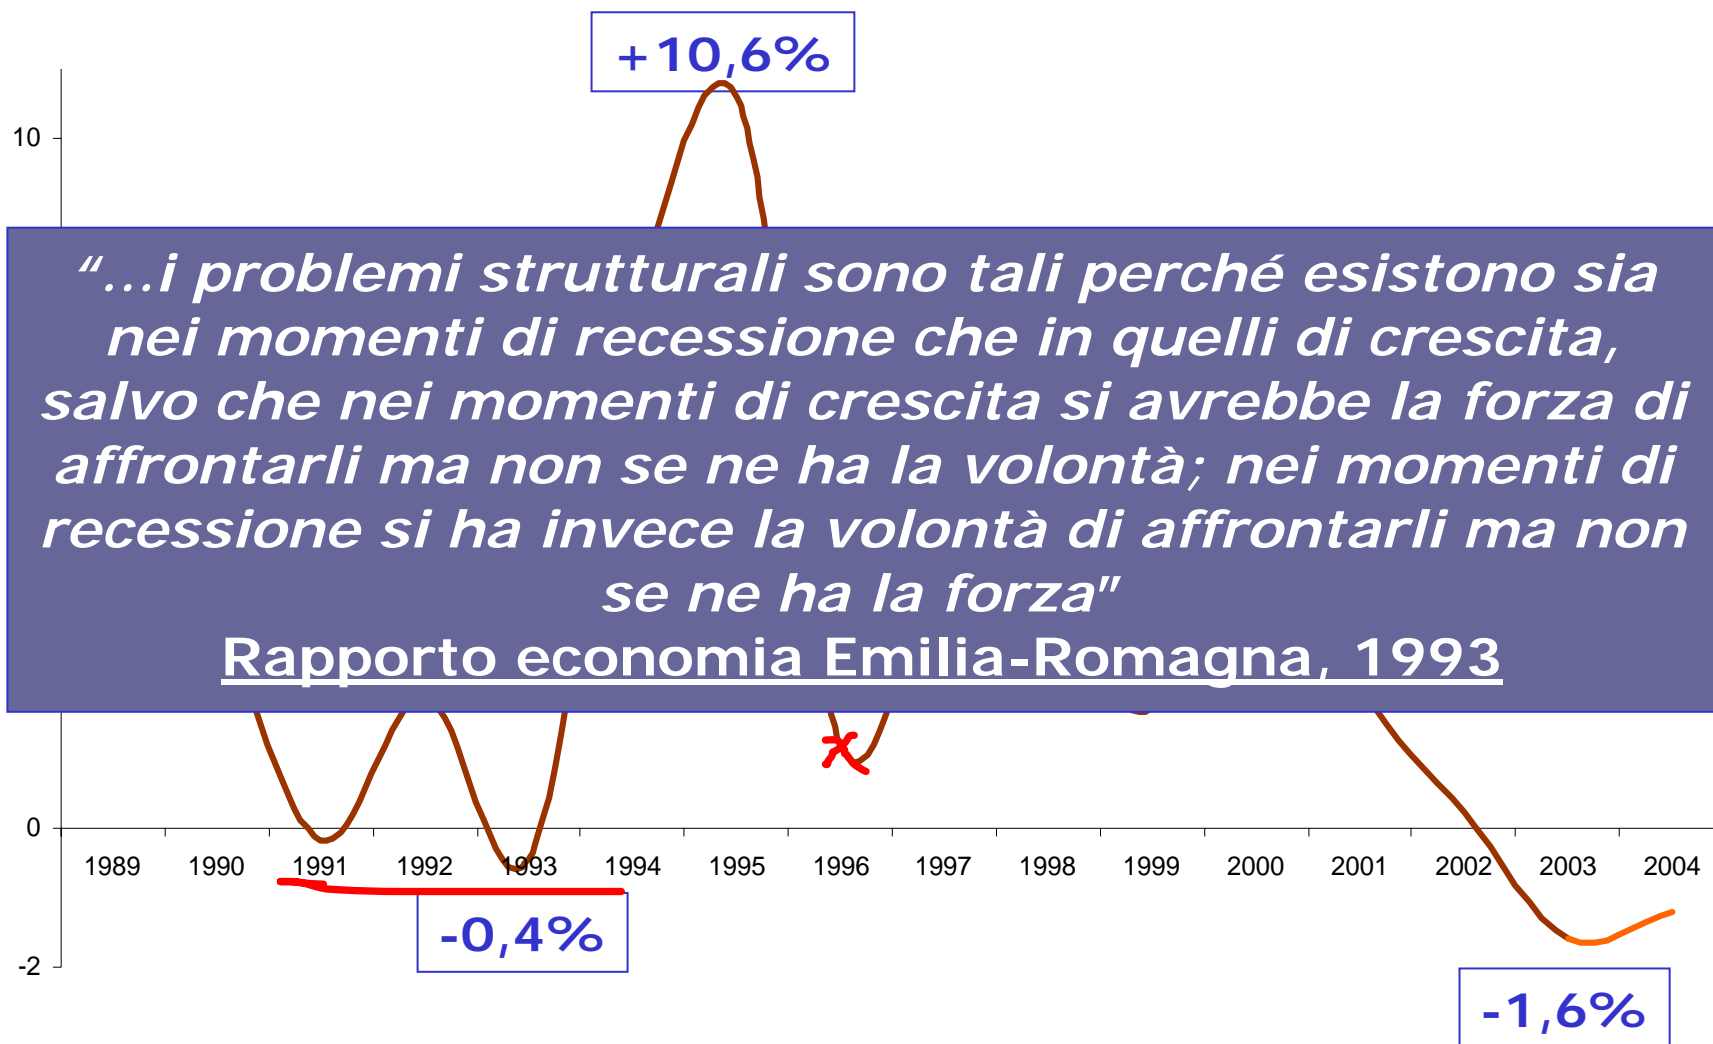 +10,6%
10
“...i problemi strutturali sono tali perché esistono sia
nei momenti di recessione che in quelli di crescita,
salvo che nei momenti di crescita si avrebbe la forza di
affrontarli ma non se ne ha la volontà; nei momenti di
recessione si ha invece la volontà di affrontarli ma non
se ne ha la forza”
Rapporto economia Emilia-Romagna, 1993
0
1989 1990 1991 1992 1993 1994 1995 1996 1997 1998 1999 2000 2001 2002 2003 2004
-0,4%
-2
-1,6%